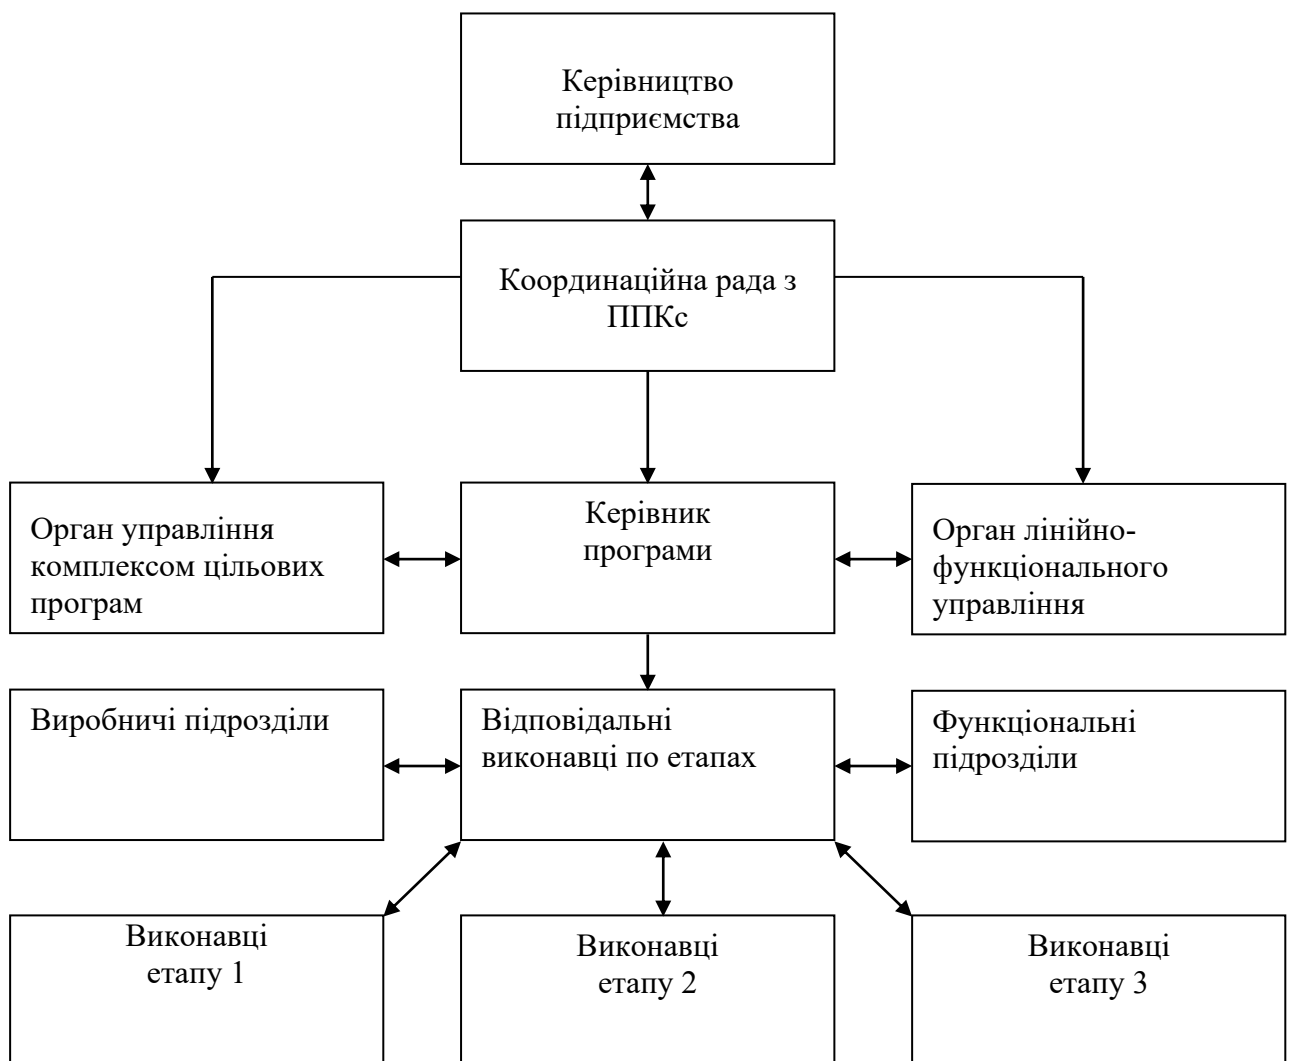 Керівництво
підприємства
Координаційна рада з
ППКс
Орган управління
комплексом цільових
програм
Керівник
програми
Орган лінійно-
функціонального
управління
Виробничі підрозділи
Відповідальні
виконавці по етапах
Функціональні
підрозділи
Виконавці
етапу 1
Виконавці
етапу 2
Виконавці
етапу 3